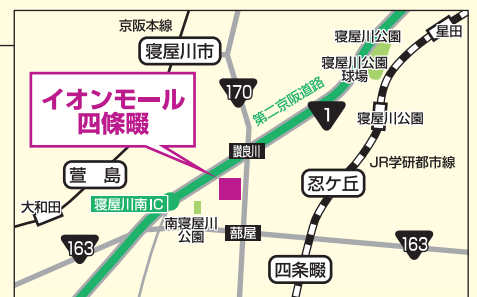 京阪本線
寝屋川市
寝屋川公園
星田
寝屋川公園
球場
170
第二京阪道路
1
イオンモール
四條畷
寝屋川公園
讃良川
JR学研都市線
萱島
忍ケ丘
大和田
寝屋川南IC
南寝屋川
公園
部屋
163
163
四条畷